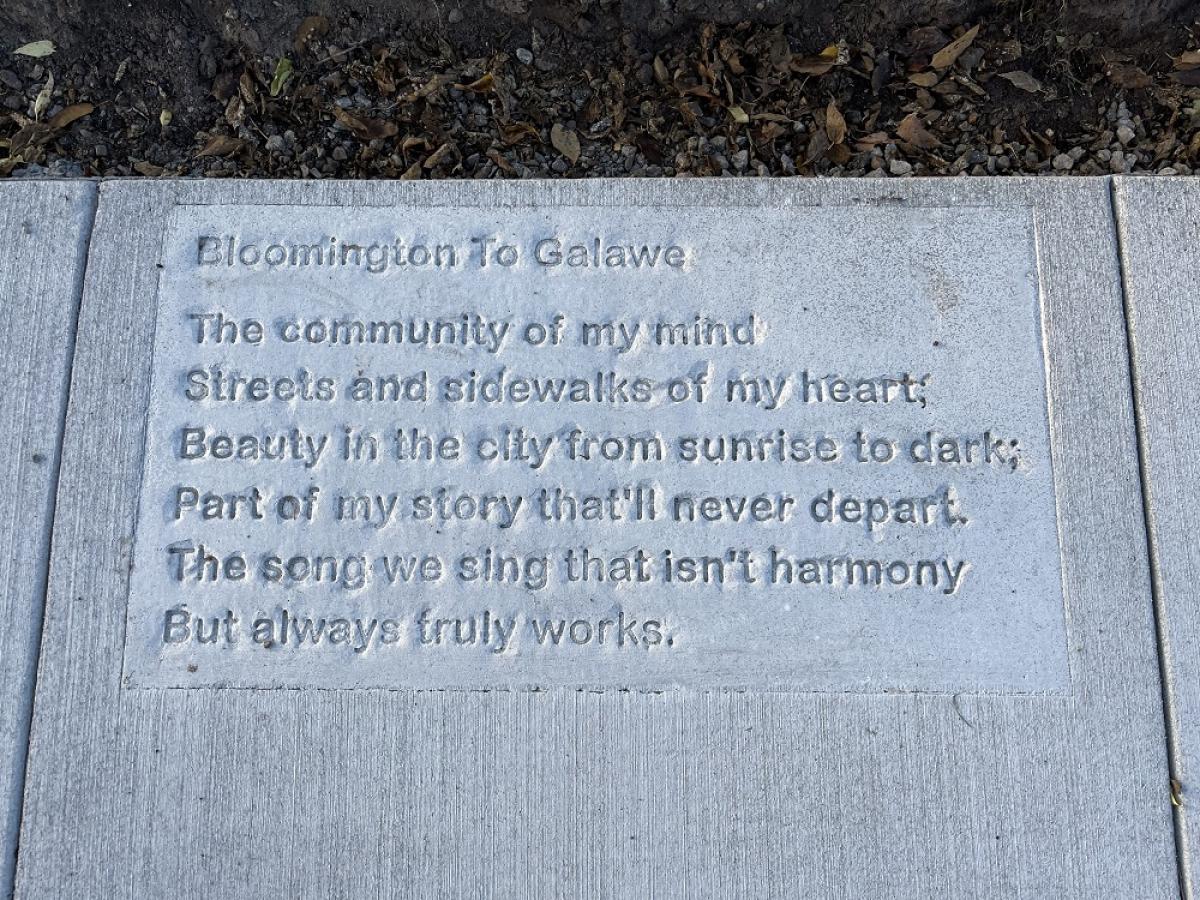 Bloomington To Galawe
The community of my mind
Streets and sidewalks of my heart;
Beauty in the city from sunrise to dark;
Part of my story that'll never depart.
The song we sing that isn't harmony
But always truly works.